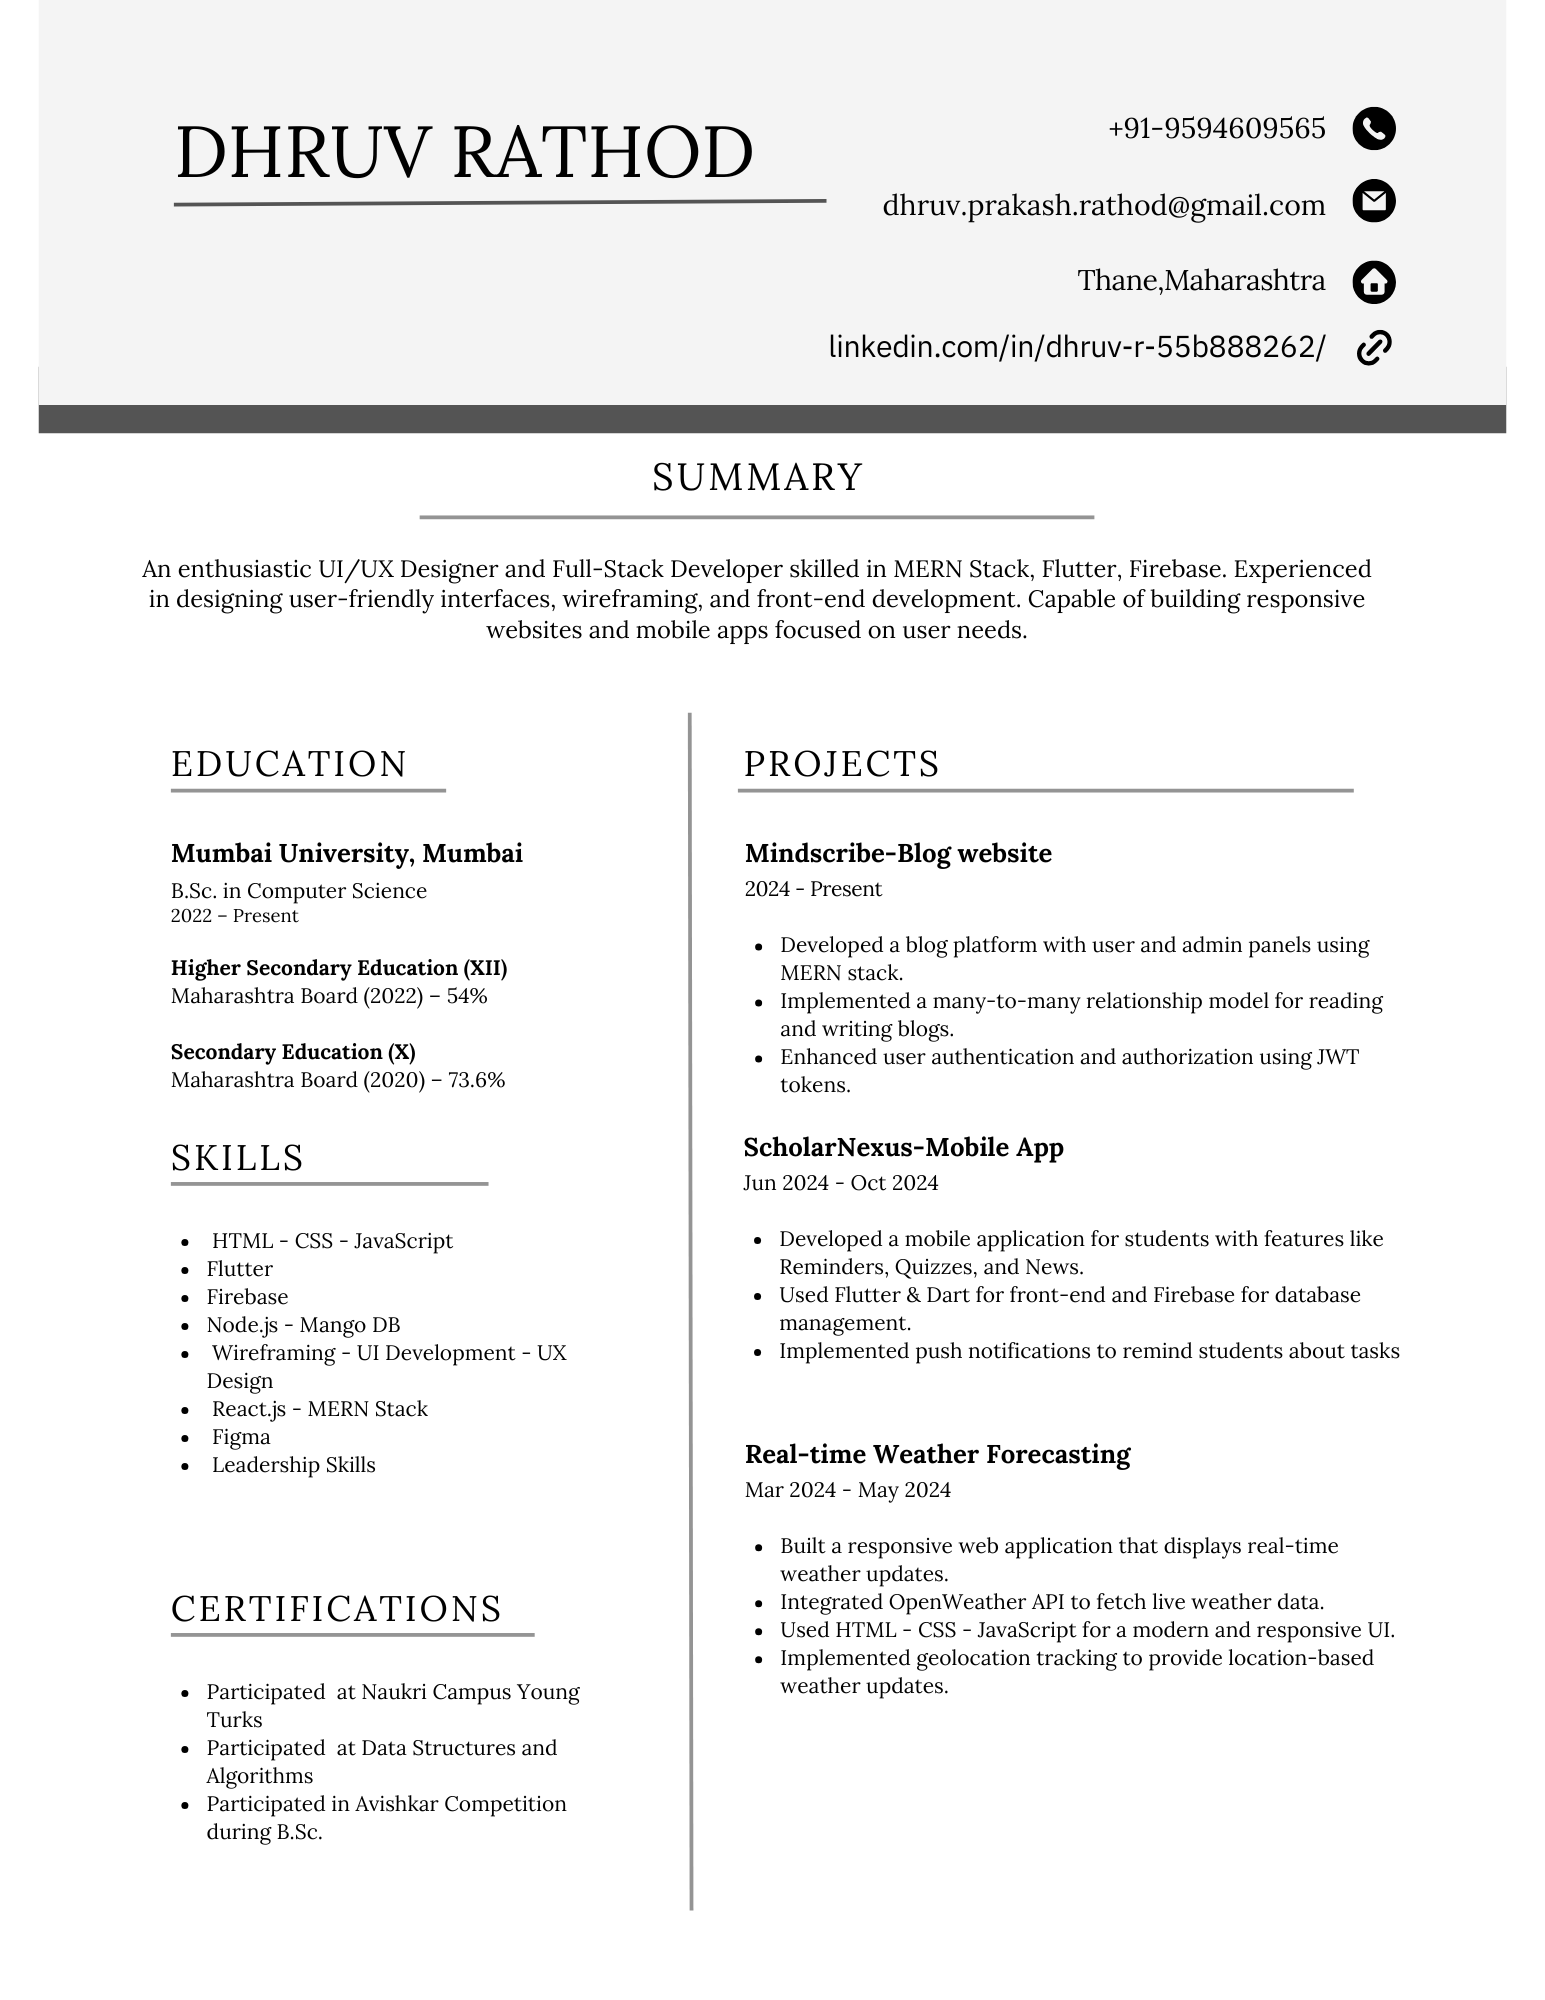 DHRUV RATHOD
+91-9594609565
dhruv.prakash.rathod@gmail.com
Thane,Maharashtra
linkedin.com/in/dhruv-r-55b888262/
SUMMARY
An enthusiastic UI/UX Designer and Full-Stack Developer skilled in MERN Stack, Flutter, Firebase. Experienced
in designing user-friendly interfaces, wireframing, and front-end development. Capable of building responsive
websites and mobile apps focused on user needs.
EDUCATION
Mumbai University, Mumbai
B.Sc. in Computer Science
2022 – Present
Higher Secondary Education (XII)
Maharashtra Board (2022) – 54%
Secondary Education (X)
Maharashtra Board (2020) – 73.6%
SKILLS
• HTML - CSS - JavaScript
• Flutter
• Firebase
• Node.js - Mango DB
• Wireframing - UI Development - UX
Design
• React.js - MERN Stack
• Figma
• Leadership Skills
CERTIFICATIONS
• Participated at Naukri Campus Young
Turks
• Participated at Data Structures and
Algorithms
• Participated in Avishkar Competition
during B.Sc.
PROJECTS
Mindscribe-Blog website
2024 - Present
• Developed a blog platform with user and admin panels using
MERN stack.
• Implemented a many-to-many relationship model for reading
and writing blogs.
• Enhanced user authentication and authorization using JWT
tokens.
ScholarNexus-Mobile App
Jun 2024 - Oct 2024
• Developed a mobile application for students with features like
Reminders, Quizzes, and News.
• Used Flutter & Dart for front-end and Firebase for database
management.
• Implemented push notifications to remind students about tasks
Real-time Weather Forecasting
Mar 2024 - May 2024
• Built a responsive web application that displays real-time
weather updates.
• Integrated OpenWeather API to fetch live weather data.
• Used HTML - CSS - JavaScript for a modern and responsive UI.
• Implemented geolocation tracking to provide location-based
weather updates.